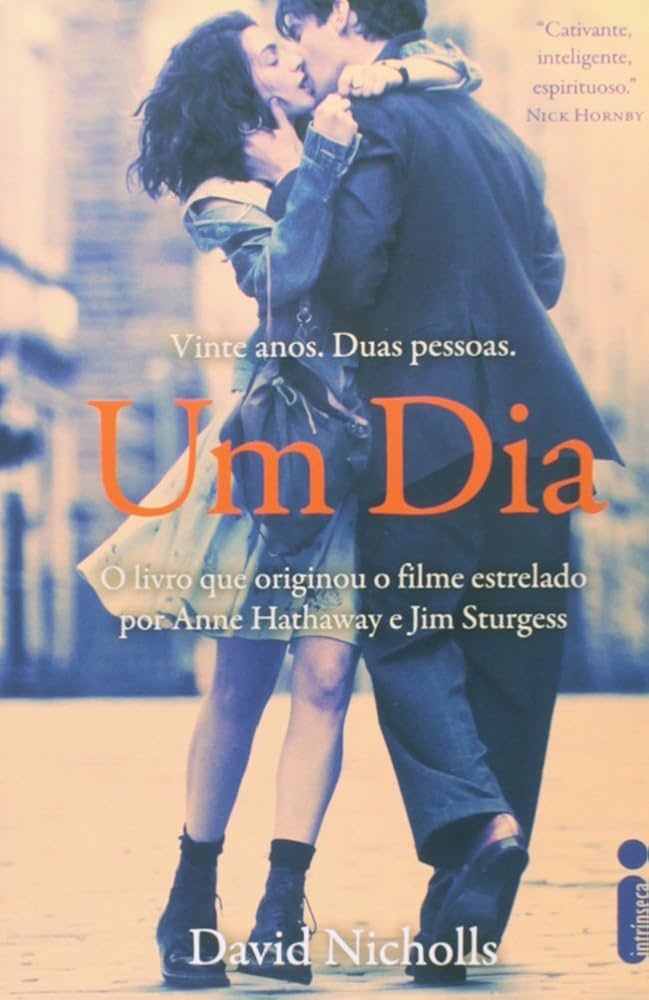 "Cativante,
inteligente,
espirituoso."
NICK HORNBY
Vinte anos. Duas pessoas.
Um Dia
O livro que originou o filme estrelado
por Anne Hathaway e Jim Sturgess
David Nicholls
intrínseca